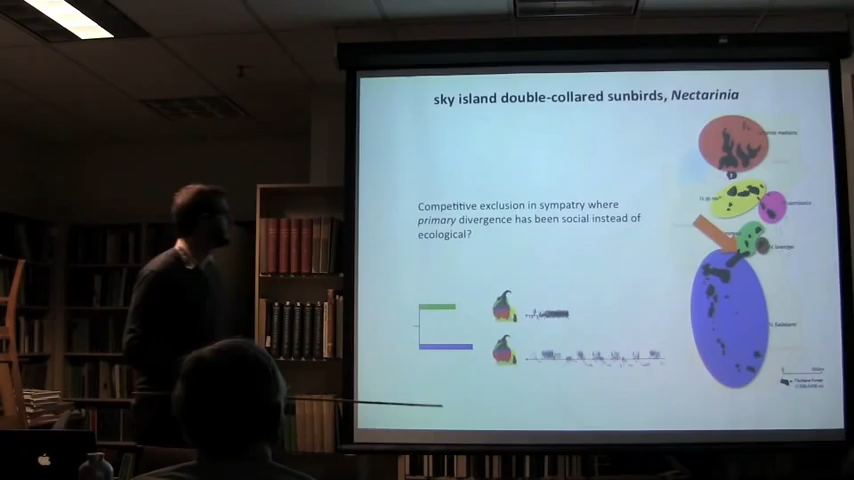 sky island double-collared sunbirds, Nectarinia
Competitive exclusion in sympatry where
primary divergence has been social instead of
ecological?